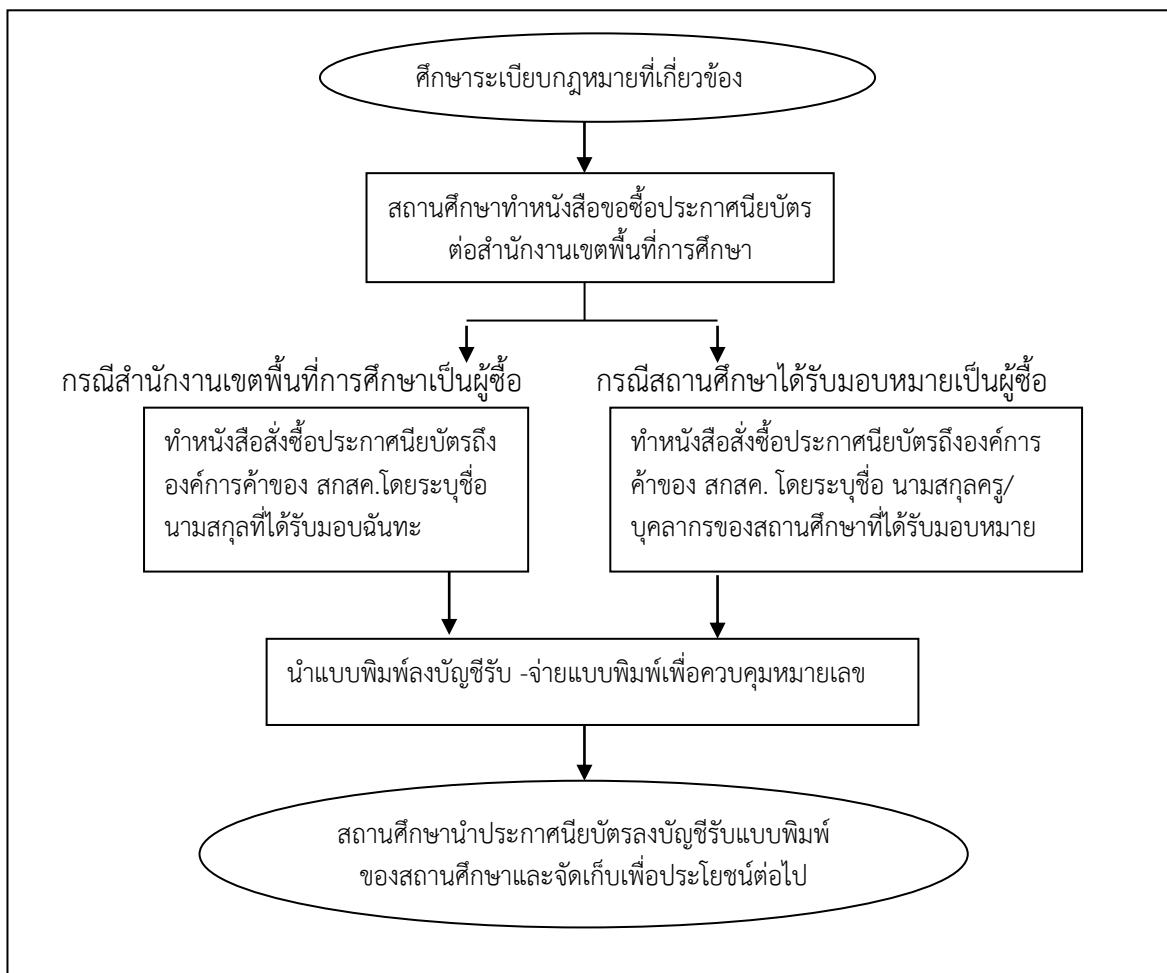 ศึกษาระเบียบกฎหมายที่เกี่ยวข้อง
สถานศึกษาทำหนังสือขอซื้อประกาศนียบัตร
ต่อสำนักงานเขตพื้นที่การศึกษา
กรณีสำนักงานเขตพื้นที่การศึกษาเป็นผู้ซื้อ
ทำหนังสือสั่งซื้อประกาศนียบัตรถึง
องค์การค้าของ สกสค.โดยระบุชื่อ
นามสกุลที่ได้รับมอบฉันทะ
กรณีสถานศึกษาได้รับมอบหมายเป็นผู้ซื้อ
ทำหนังสือสั่งซื้อประกาศนียบัตรถึงองค์การ
ค้าของ สกสค. โดยระบุชื่อ นามสกุลครู/
บุคลากรของสถานศึกษาที่ได้รับมอบหมาย
นำแบบพิมพ์ลงบัญชีรับ -จ่ายแบบพิมพ์เพื่อควบคุมหมายเลข
สถานศึกษานำประกาศนียบัตรลงบัญชีรับแบบพิมพ์
ของสถานศึกษาและจัดเก็บเพื่อประโยชน์ต่อไป